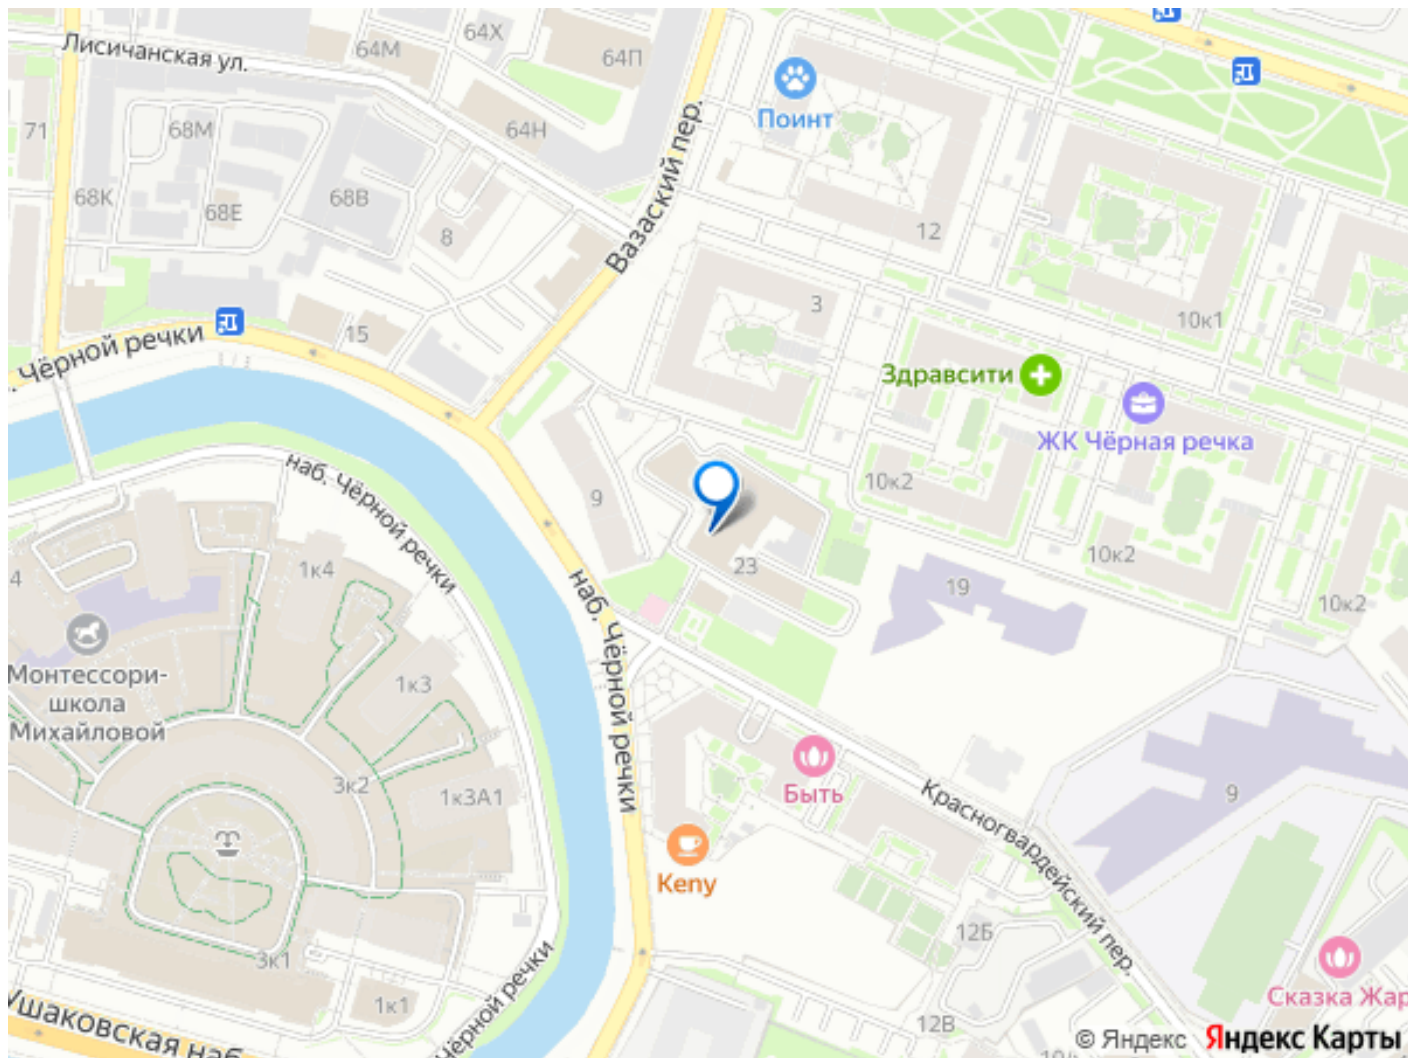 Лисичанская ул.
64М
64Х
64П
64Н
71
68М
68К
68Е
68В
8
Вазаский пер.
Поинт
12
3
10к1
. Чёрной речки
15
Здравсити
ЖК Чёрная речка
наб. Чёрной речки
9
10к2
10к2
10к2
23
19
1к4
4
Монтессори-
школа
Михайловой
1к3
3к2
1к3А1
наб. Чёрной речки
Быть
Keny
Красногвардейский пер.
9
12Б
12В
3к1
1к1
Ушаковская наб
Чёрной речки
Сказка Жар
© Яндекс Яндекс Карты